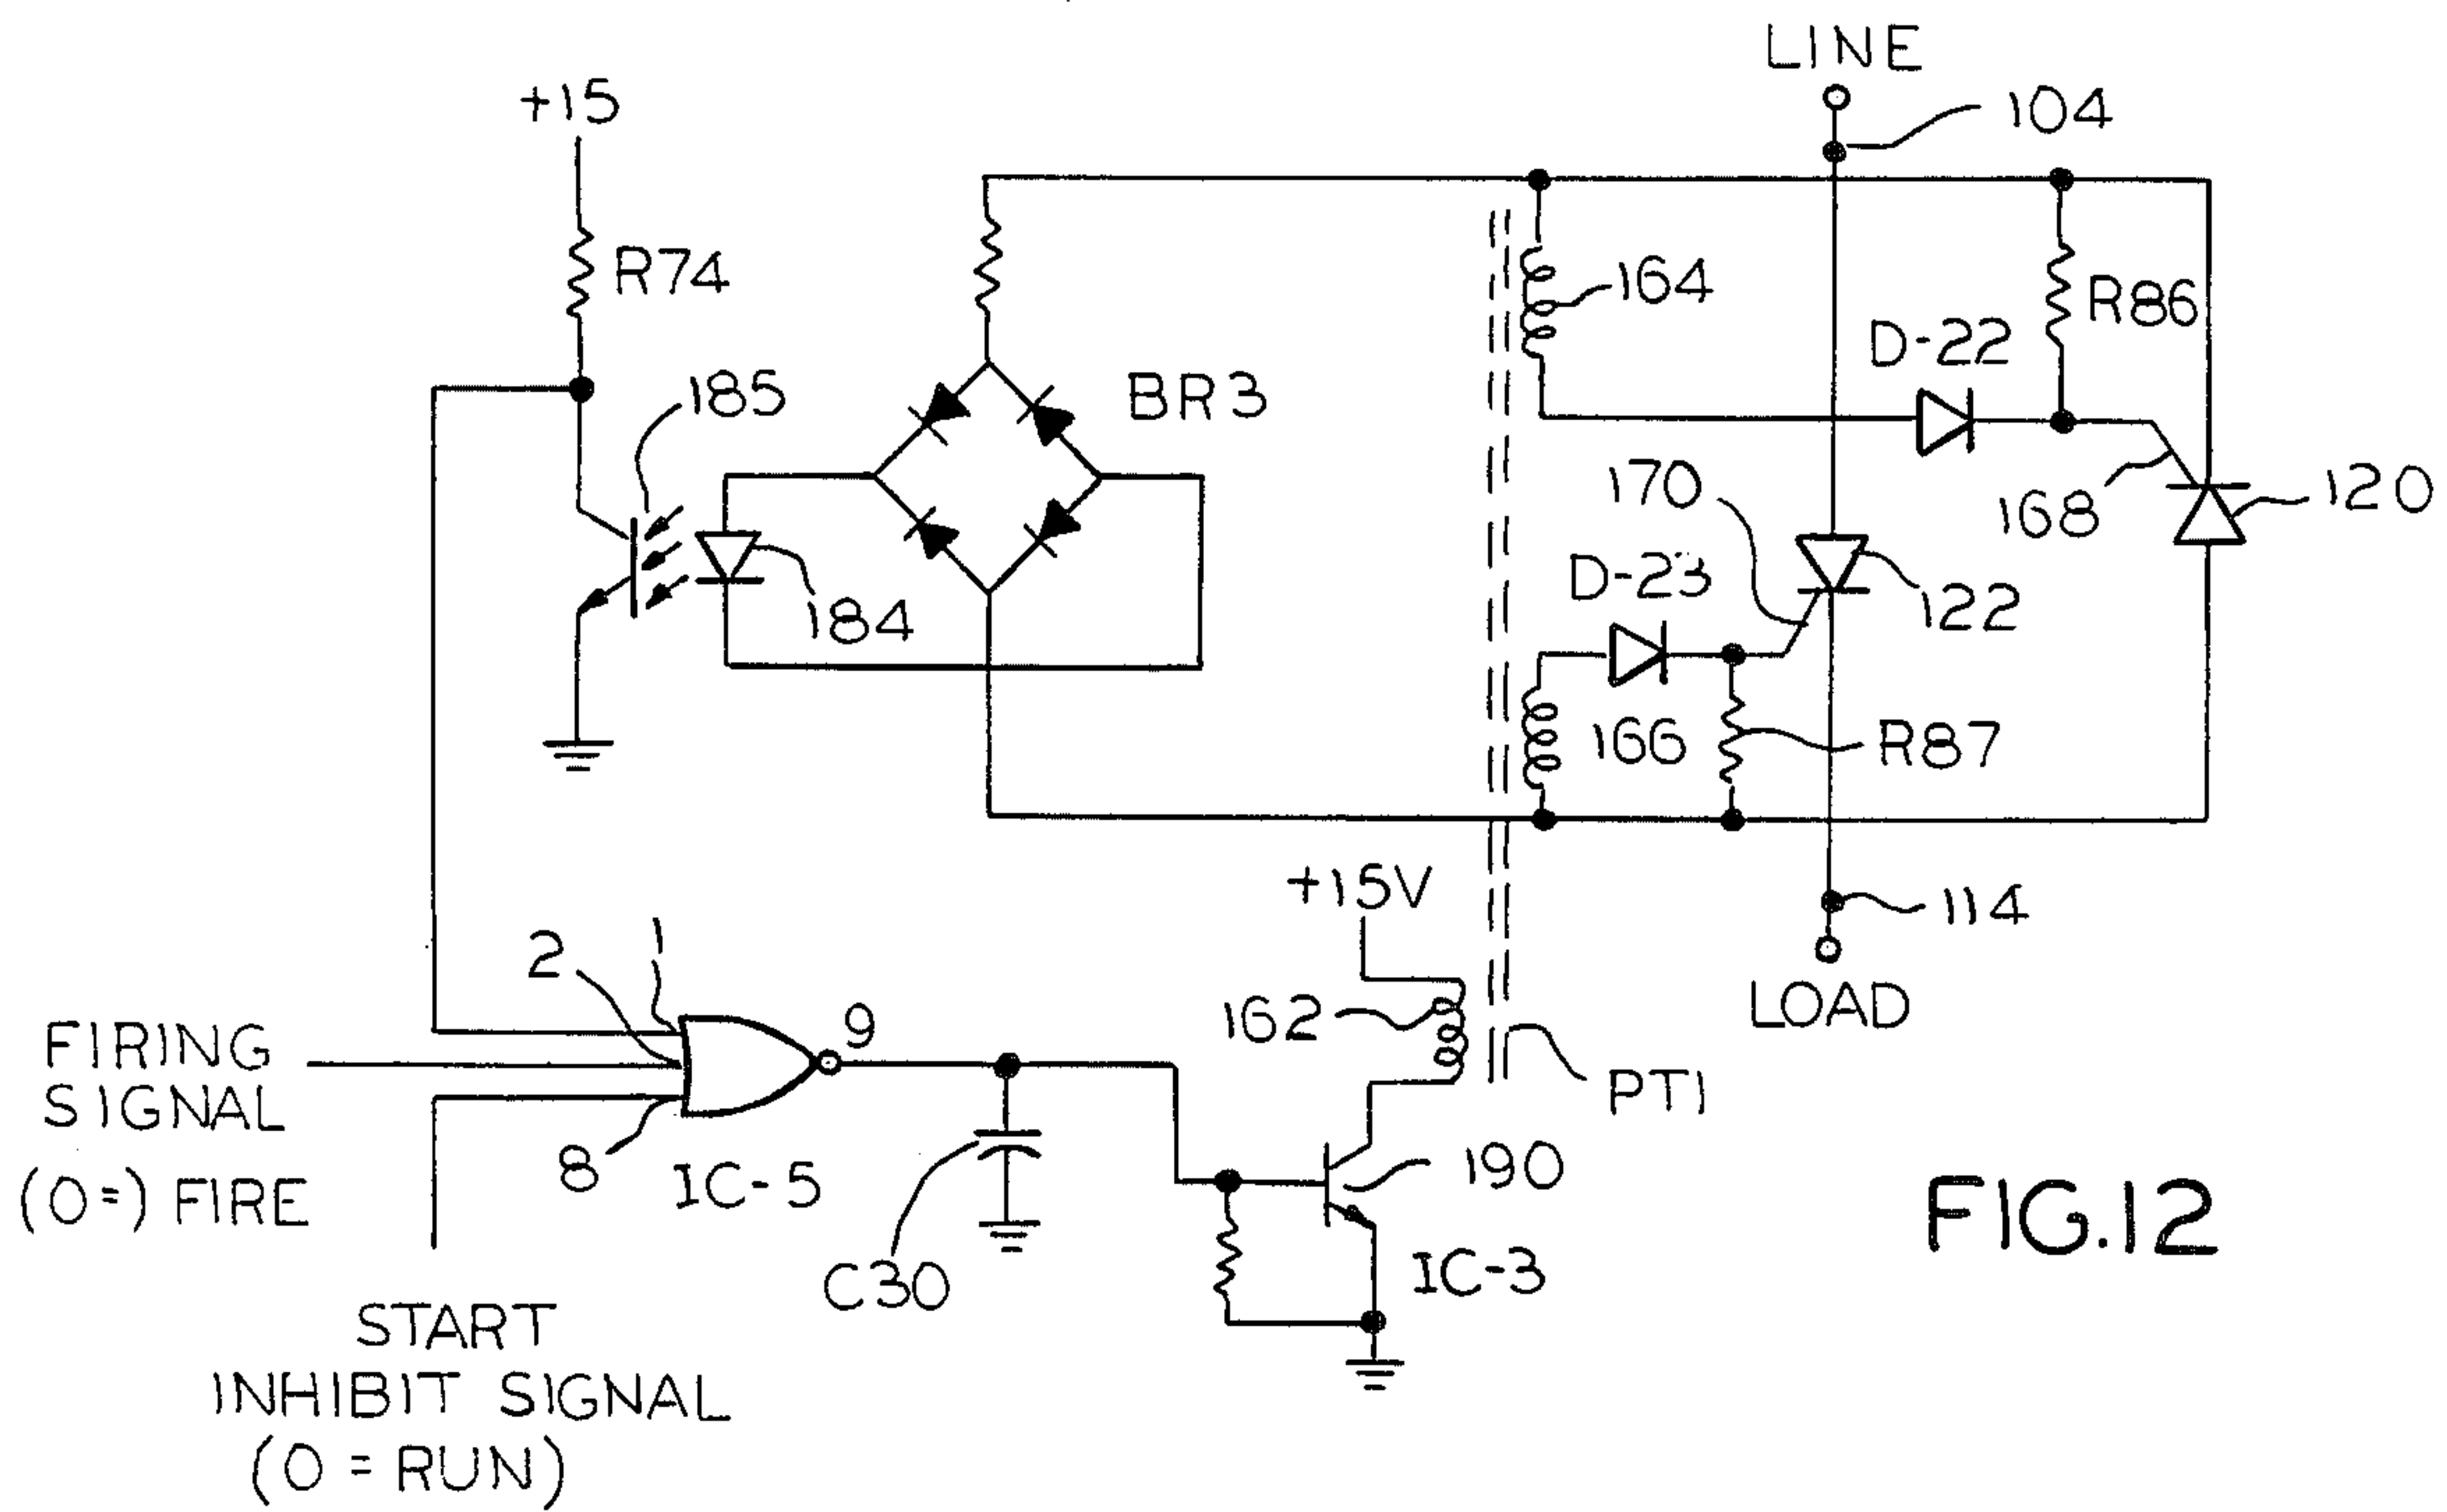 LINE
104
+15
R74
164
R86
D-22
185
BR3
170
168
120
D-23
184
122
166
R87
+15V
114
2
1
162
9
LOAD
FIRING
SIGNAL
(0=) FIRE
PT1
8
IC-5
190
C30
IC-3
FIG.12
START
INHIBIT SIGNAL
(0 = RUN)